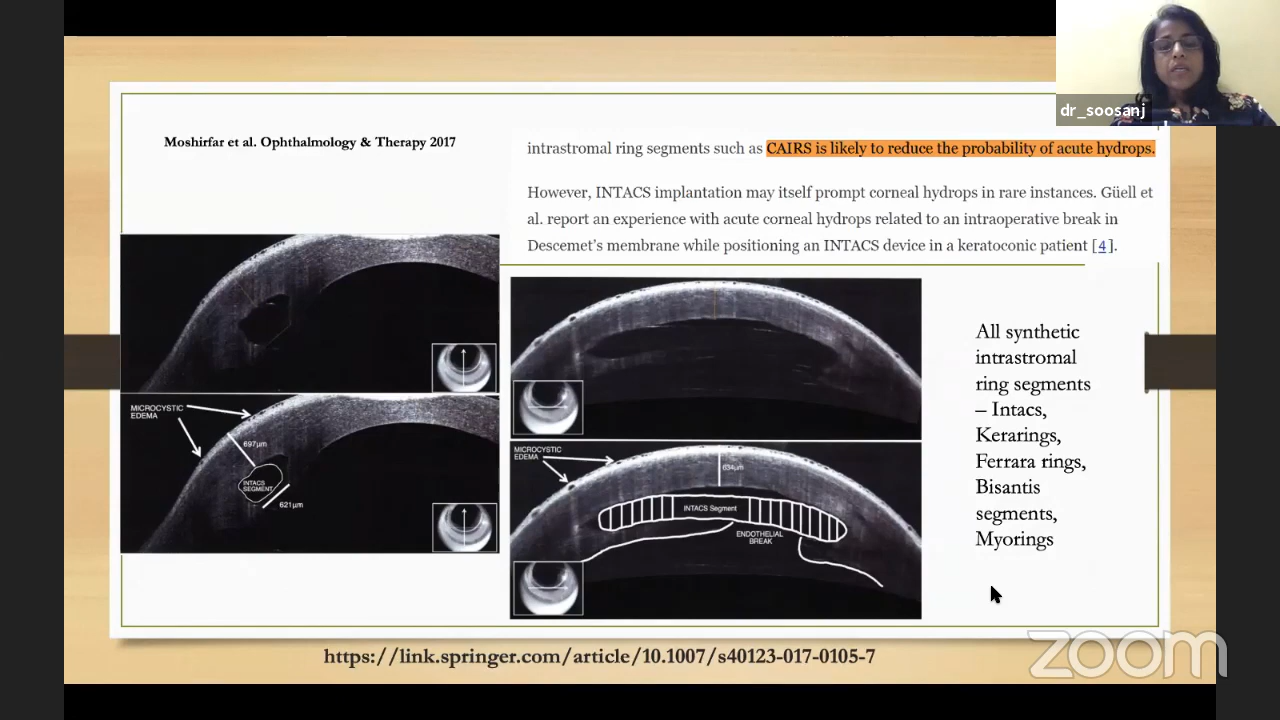 dr_soosanj
Moshirfar et al. Ophthalmology & Therapy 2017
intrastromal ring segments such as CAIRS is likely to reduce the probability of acute hydrops.
However, INTACS implantation may itself prompt corneal hydrops in rare instances. Güell et
al. report an experience with acute corneal hydrops related to an intraoperative break in
Descemet's membrane while positioning an INTACS device in a keratoconic patient [4].
MICROCYSTIC
EDEMA
697μm
INTACS
SEGMENT
621μm
MICROCYSTIC
EDEMA
634μm
INTACS Segment
ENDOTHELIAL
BREAK
All synthetic
intrastromal
ring segments
– Intacs,
Kerarings,
Ferrara rings,
Bisantis
segments,
Myorings
https://link.springer.com/article/10.1007/s40123-017-0105-7
zoom